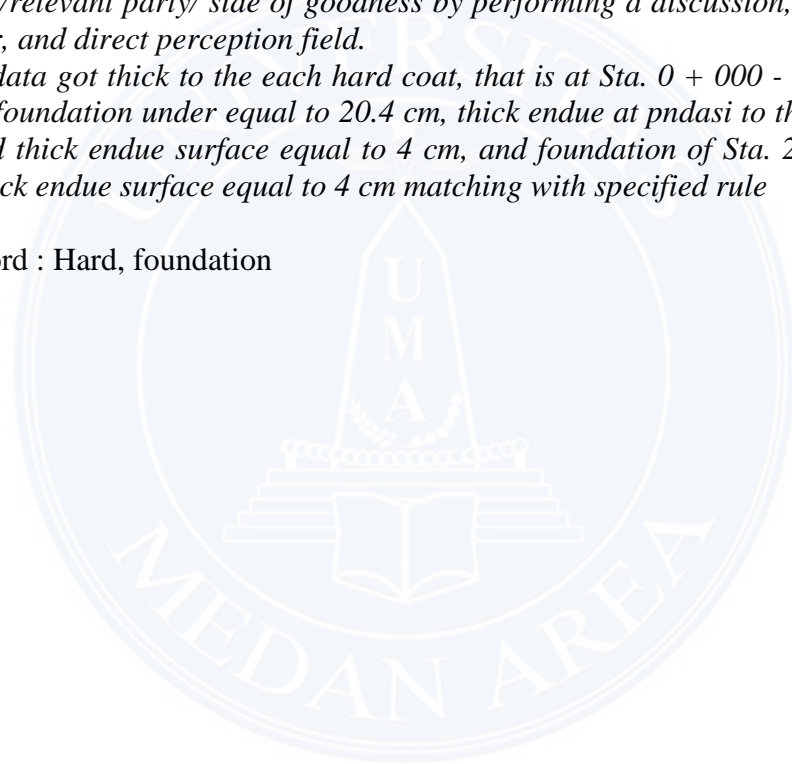 /relevant party/ side of goodness by performing a discussion,
, and direct perception field.
data got thick to the each hard coat, that is at Sta. 0 + 000 -
foundation under equal to 20.4 cm, thick endue at pndasi to th
d thick endue surface equal to 4 cm, and foundation of Sta. 2
ck endue surface equal to 4 cm matching with specified rule
rd : Hard, foundation
UNIVERSITAS
UMA
MEDAN AREA